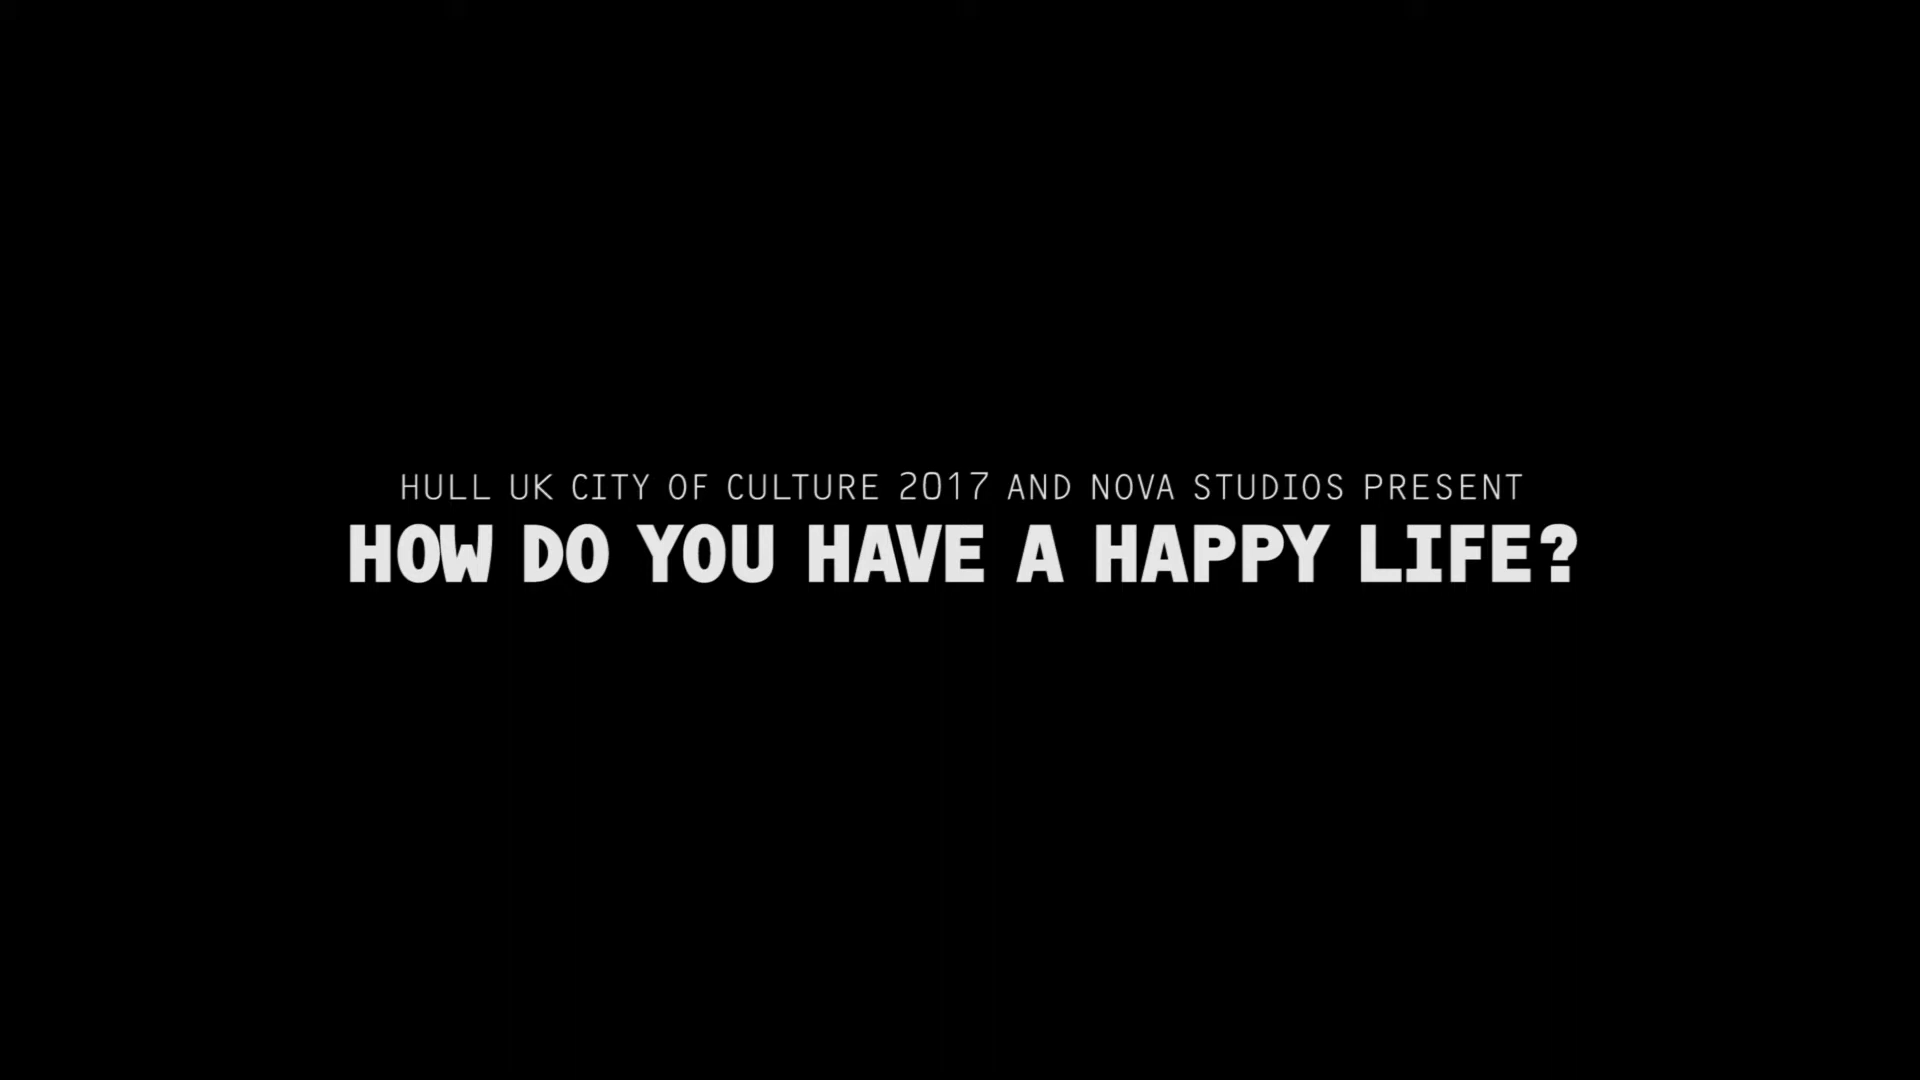 HULL UK CITY OF CULTURE 2017 AND NOVA STUDIOS PRESENT
HOW DO YOU HAVE A HAPPY LIFE?